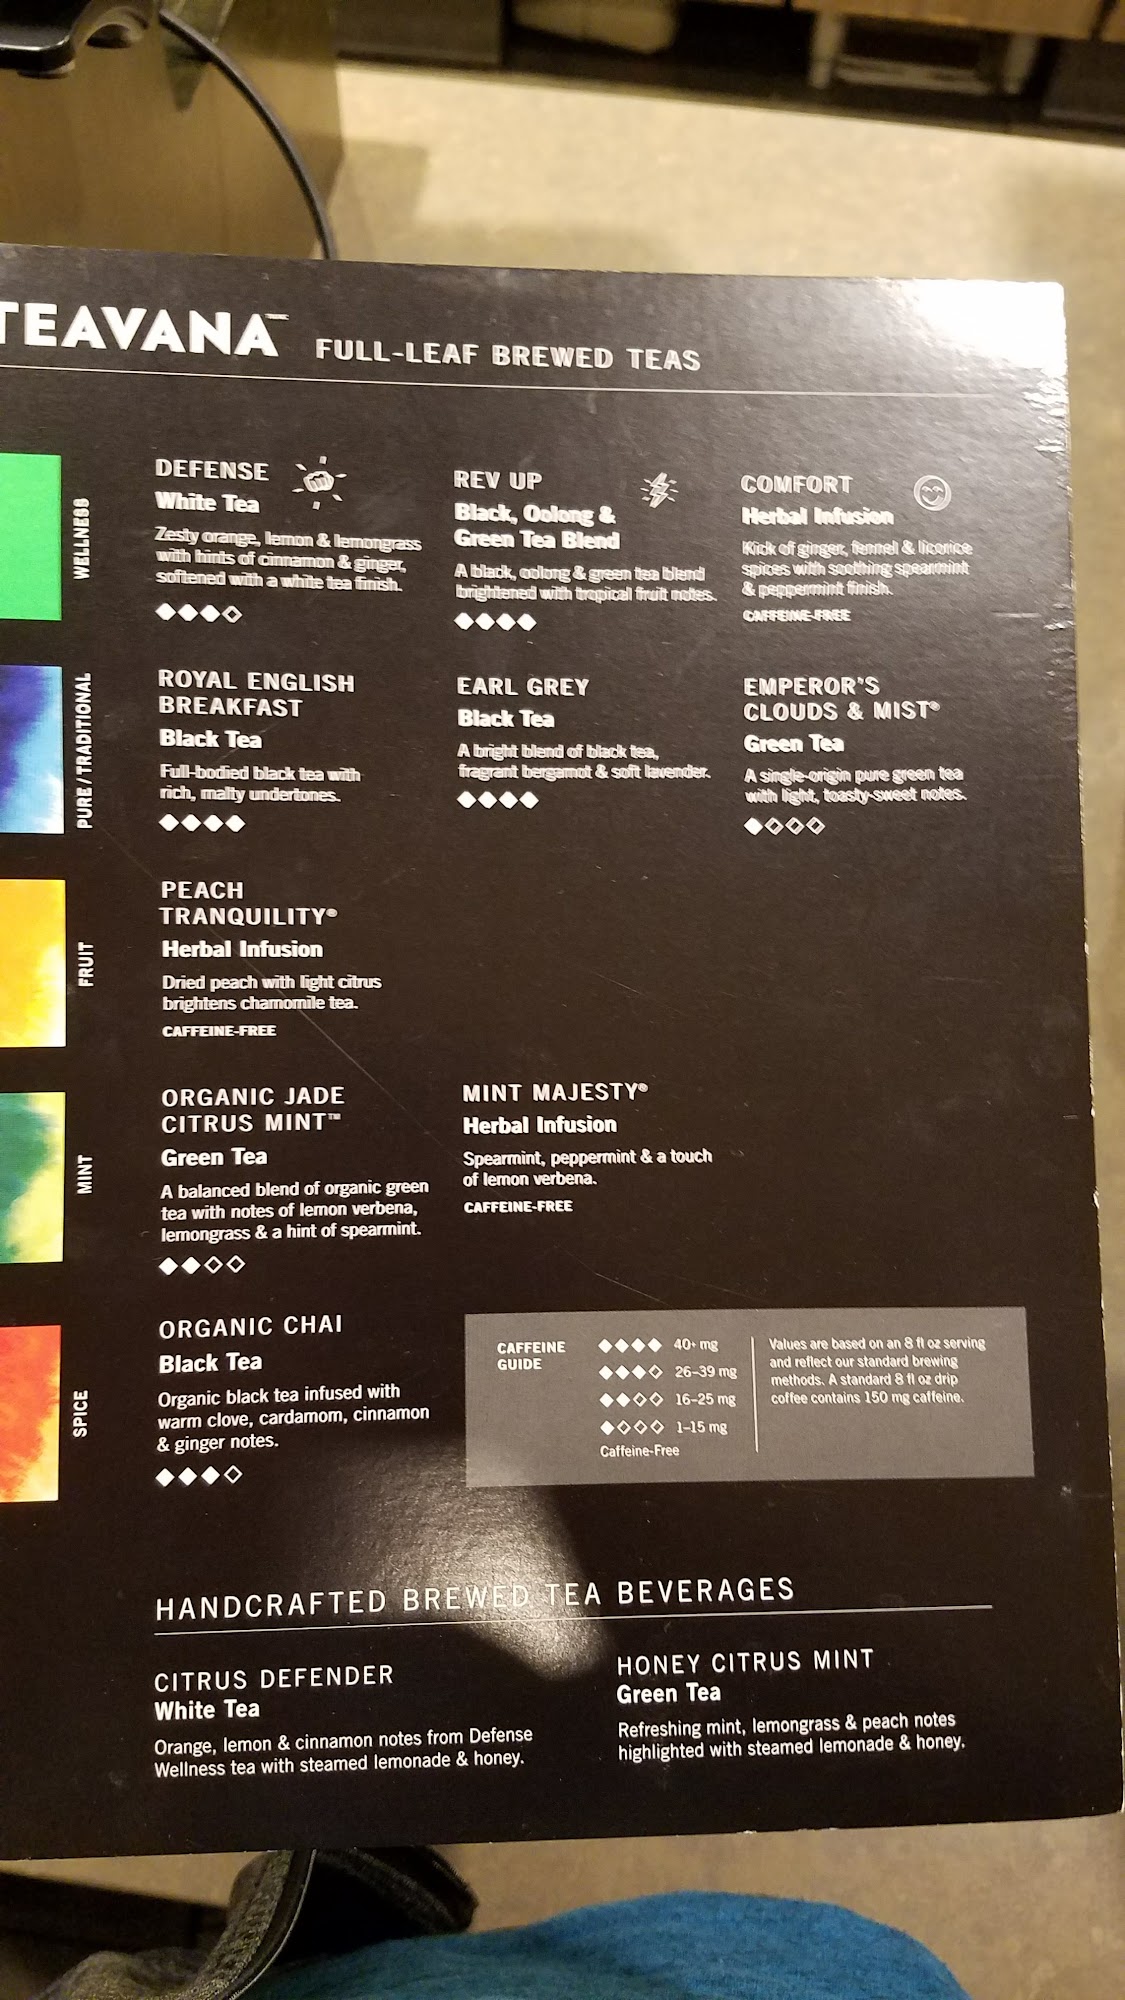 TEAVANA™ FULL-LEAF BREWED TEAS
WELLNESS
DEFENSE
White Tea
Zesty orange, lemon & lemongrass
with hints of cinnamon & ginger,
softened with a white tea finish.
REV UP
Black, Oolong &
Green Tea Blend
A black, oolong & green tea blend
brightened with tropical fruit notes.
COMFORT
Herbal Infusion
Kick of ginger, fennel & licorice
spices with soothing spearmint
& peppermint finish.
CAFFEINE-FREE
PURE / TRADITIONAL
ROYAL ENGLISH
BREAKFAST
Black Tea
Full-bodied black tea with
rich, malty undertones.
EARL GREY
Black Tea
A bright blend of black tea,
fragrant bergamot & soft lavender.
EMPEROR'S
CLOUDS & MIST®
Green Tea
A single-origin pure green tea
with light, toasty-sweet notes.
FRUIT
PEACH
TRANQUILITY®
Herbal Infusion
Dried peach with light citrus
brightens chamomile tea.
CAFFEINE-FREE
MINT
ORGANIC JADE
CITRUS MINT™
Green Tea
A balanced blend of organic green
tea with notes of lemon verbena,
lemongrass & a hint of spearmint.
MINT MAJESTY®
Herbal Infusion
Spearmint, peppermint & a touch
of lemon verbena.
CAFFEINE-FREE
SPICE
ORGANIC CHAI
Black Tea
Organic black tea infused with
warm clove, cardamom, cinnamon
& ginger notes.
CAFFEINE
GUIDE
40+ mg
26–39 mg
16–25 mg
1–15 mg
Caffeine-Free
Values are based on an 8 fl oz serving
and reflect our standard brewing
methods. A standard 8 fl oz drip
coffee contains 150 mg caffeine.
HANDCRAFTED BREWED TEA BEVERAGES
CITRUS DEFENDER
White Tea
Orange, lemon & cinnamon notes from Defense
Wellness tea with steamed lemonade & honey.
HONEY CITRUS MINT
Green Tea
Refreshing mint, lemongrass & peach notes
highlighted with steamed lemonade & honey.